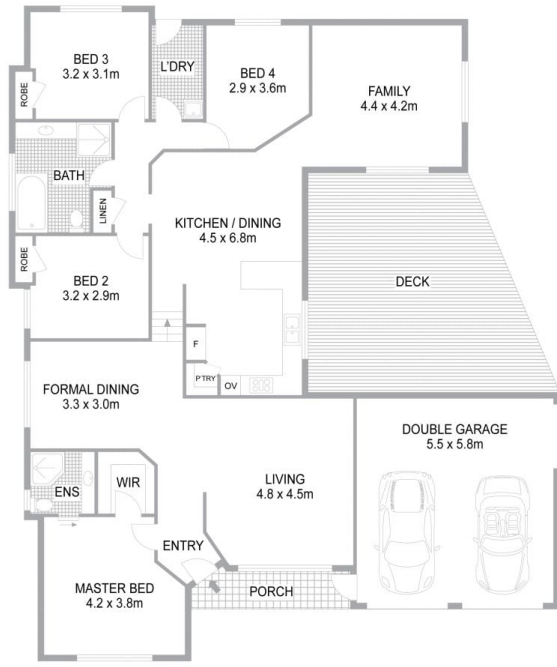 BED 3
3.2 x 3.1m
L'DRY
BED 4
2.9 x 3.6m
FAMILY
4.4 x 4.2m
ROBE
BATH
LINEN
KITCHEN / DINING
4.5 x 6.8m
ROBE
BED 2
3.2 x 2.9m
DECK
F
P'TRY
OV
FORMAL DINING
3.3 x 3.0m
DOUBLE GARAGE
5.5 x 5.8m
ENS
WIR
LIVING
4.8 x 4.5m
ENTRY
MASTER BED
4.2 x 3.8m
PORCH